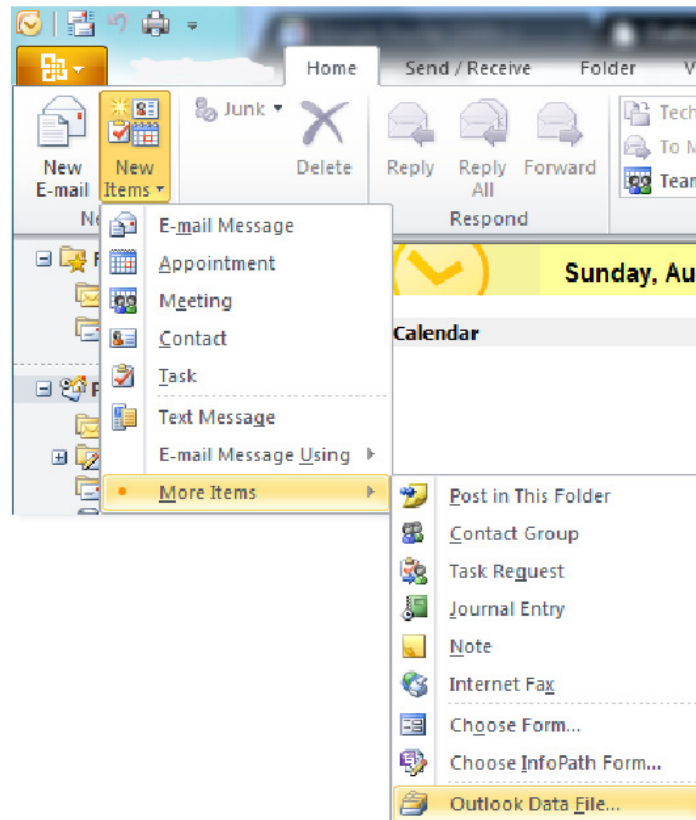 Home Send / Receive Folder
Junk
New E-mail
New Items
Delete
Reply
Reply All
Forward
Respond
E-mail Message
Appointment
Meeting
Contact
Task
Text Message
E-mail Message Using
More Items
Sunday,
Calendar
Post in This Folder
Contact Group
Task Request
Journal Entry
Note
Internet Fax
Choose Form...
Choose InfoPath Form...
Outlook Data File...